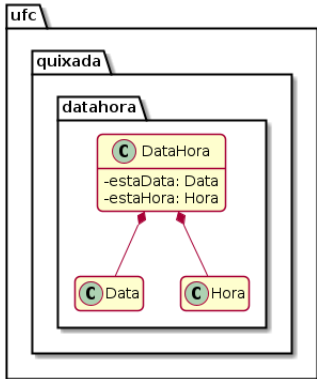 ufc
quixada
datahora
C DataHora
-estaData: Data
-estaHora: Hora
C Data
C Hora